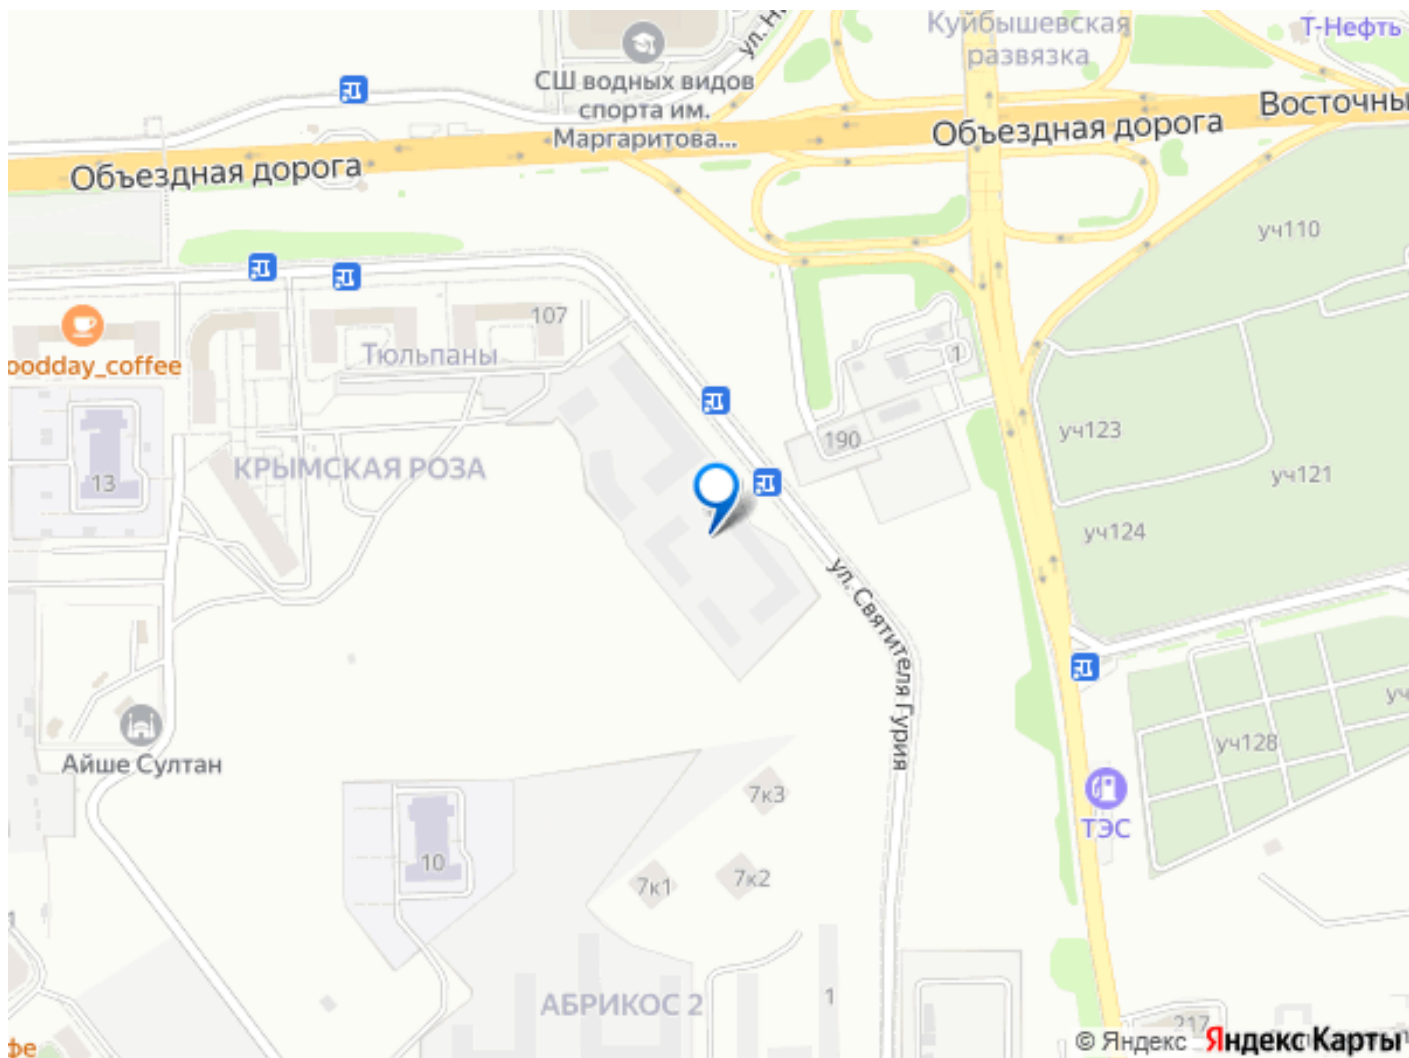 Куйбышевская
развязка
Т-Нефть
СШ водных видов
спорта им.
Маргаритова...
Восточны
Объездная дорога
Объездная дорога
уч110
107
Тюльпаны
oodday_coffee
1
190
уч123
КРЫМСКАЯ РОЗА
13
уч121
уч124
ул. Святителя Гурия
уч128
Айше Султан
7к3
ТЭС
10
7к1
7к2
АБРИКОС 2
1
217
фе
© Яндекс Яндекс Карты